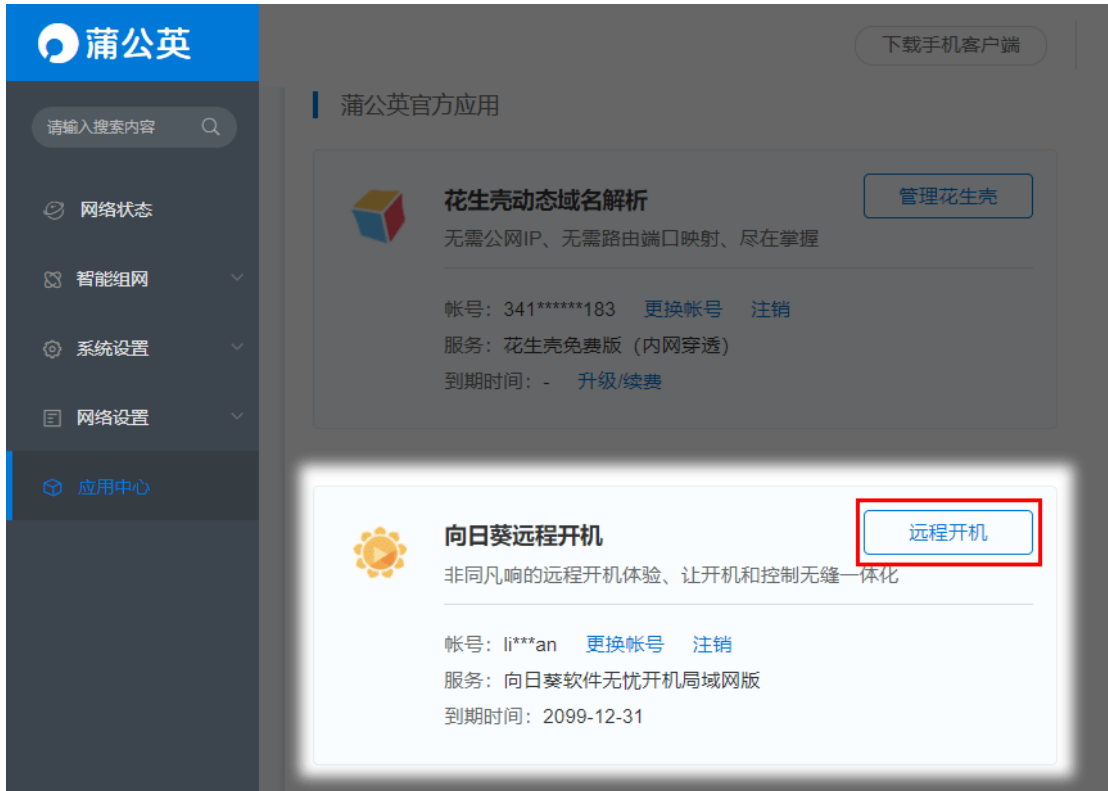 蒲公英
下载手机客户端
请输入搜索内容
网络状态
智能组网
系统设置
网络设置
应用中心
蒲公英官方应用
花生壳动态域名解析
管理花生壳
无需公网IP、无需路由端口映射、尽在掌握
帐号：341******183 更换帐号 注销
服务：花生壳免费版（内网穿透）
到期时间：- 升级/续费
向日葵远程开机
远程开机
非同凡响的远程开机体验、让开机和控制无缝一体化
帐号：li***an 更换帐号 注销
服务：向日葵软件无忧开机局域网版
到期时间：2099-12-31